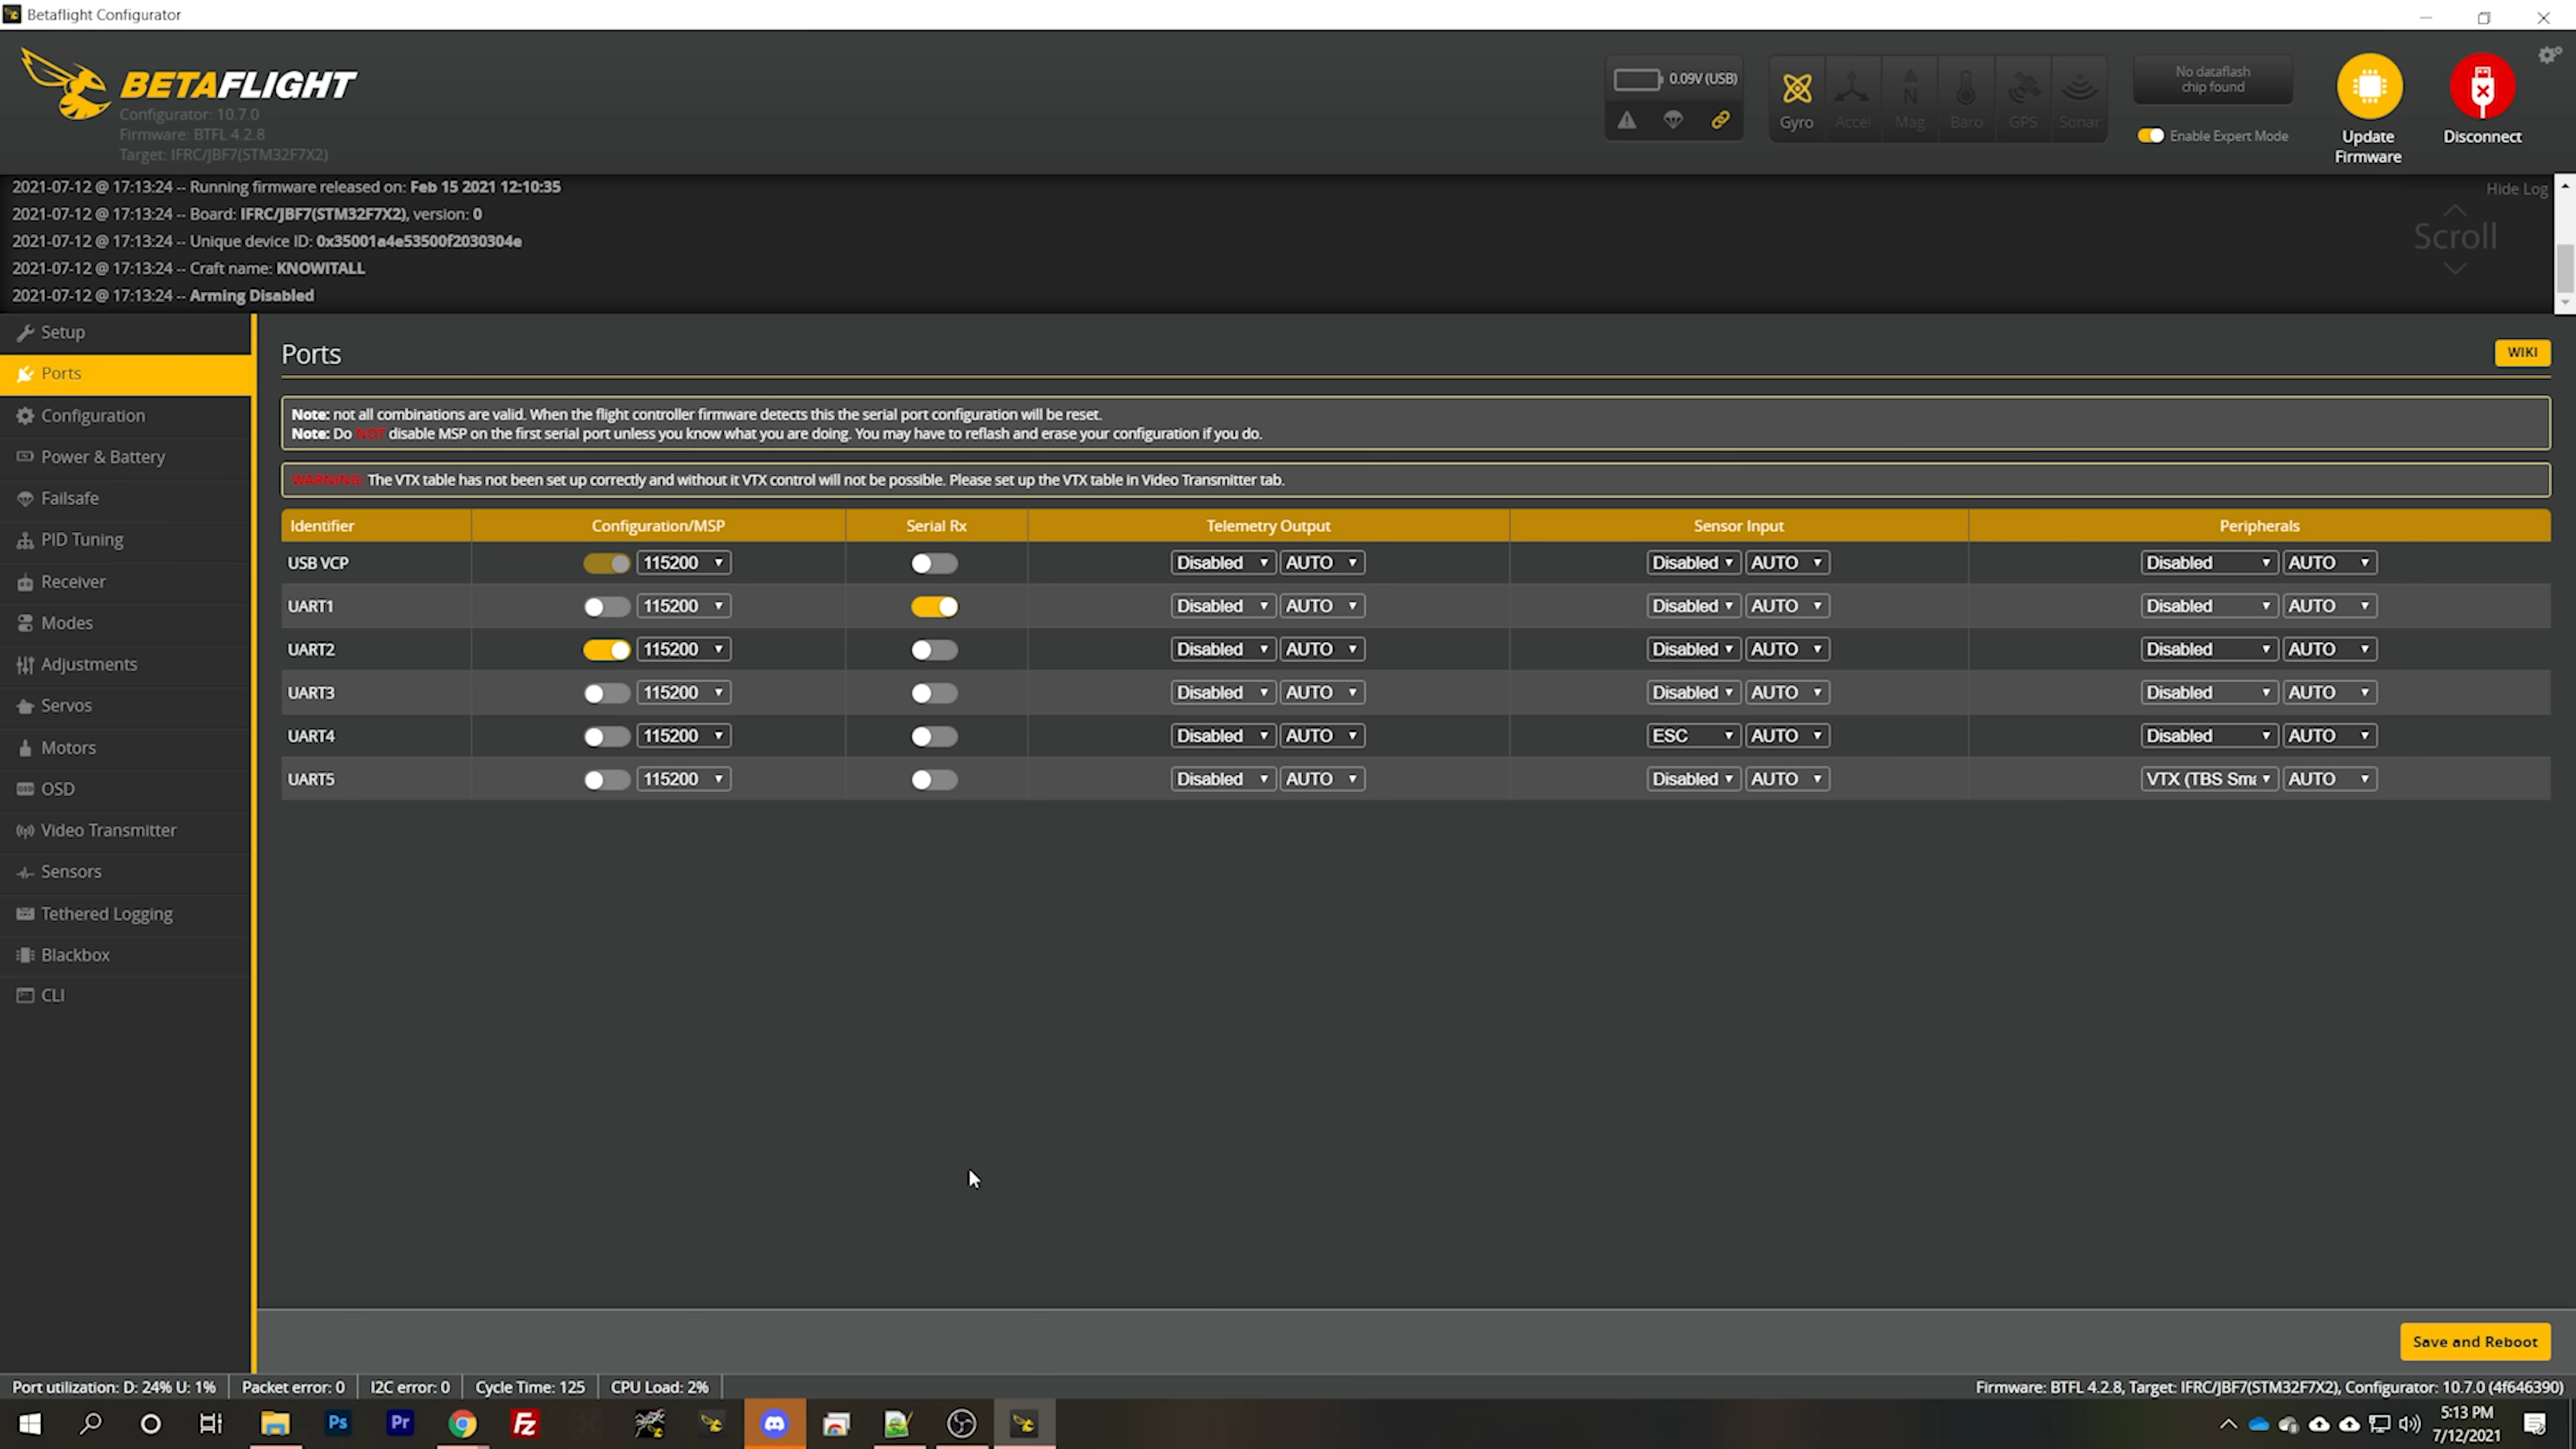 Betaflight Configurator
BETAFLIGHT
Configurator: 10.7.0
Firmware: BTFL 4.2.8
Target: IFRC/JBF7(STM32F7X2)
0.09V (USB)
Gyro Accel Mag Baro GPS Sonar
No dataflash
chip found
Enable Expert Mode
Update
Firmware
Disconnect
2021-07-12 @ 17:13:24 -- Running firmware released on: Feb 15 2021 12:10:35
2021-07-12 @ 17:13:24 -- Board: IFRC/JBF7(STM32F7X2), version: 0
2021-07-12 @ 17:13:24 -- Unique device ID: 0x35001a4e53500f2030304e
2021-07-12 @ 17:13:24 -- Craft name: KNOWITALL
2021-07-12 @ 17:13:24 -- Arming Disabled
Hide Log
Scroll
Setup
Ports
Configuration
Power & Battery
Failsafe
PID Tuning
Receiver
Modes
Adjustments
Servos
Motors
OSD
Video Transmitter
Sensors
Tethered Logging
Blackbox
CLI
Ports
WIKI
Note: not all combinations are valid. When the flight controller firmware detects this the serial port configuration will be reset.
Note: Do NOT disable MSP on the first serial port unless you know what you are doing. You may have to reflash and erase your configuration if you do.
WARNING: The VTX table has not been set up correctly and without it VTX control will not be possible. Please set up the VTX table in Video Transmitter tab.
Identifier Configuration/MSP Serial Rx Telemetry Output Sensor Input Peripherals
USB VCP 115200 Disabled AUTO Disabled AUTO Disabled AUTO
UART1 115200 Disabled AUTO Disabled AUTO Disabled AUTO
UART2 115200 Disabled AUTO Disabled AUTO Disabled AUTO
UART3 115200 Disabled AUTO Disabled AUTO Disabled AUTO
UART4 115200 Disabled AUTO ESC AUTO Disabled AUTO
UART5 115200 Disabled AUTO Disabled AUTO VTX (TBS Sma AUTO
Save and Reboot
Port utilization: D: 24% U: 1% Packet error: 0 I2C error: 0 Cycle Time: 125 CPU Load: 2%
Firmware: BTFL 4.2.8, Target: IFRC/JBF7(STM32F7X2), Configurator: 10.7.0 (4f646390)
Ps Pr Fz
5:13 PM
7/12/2021